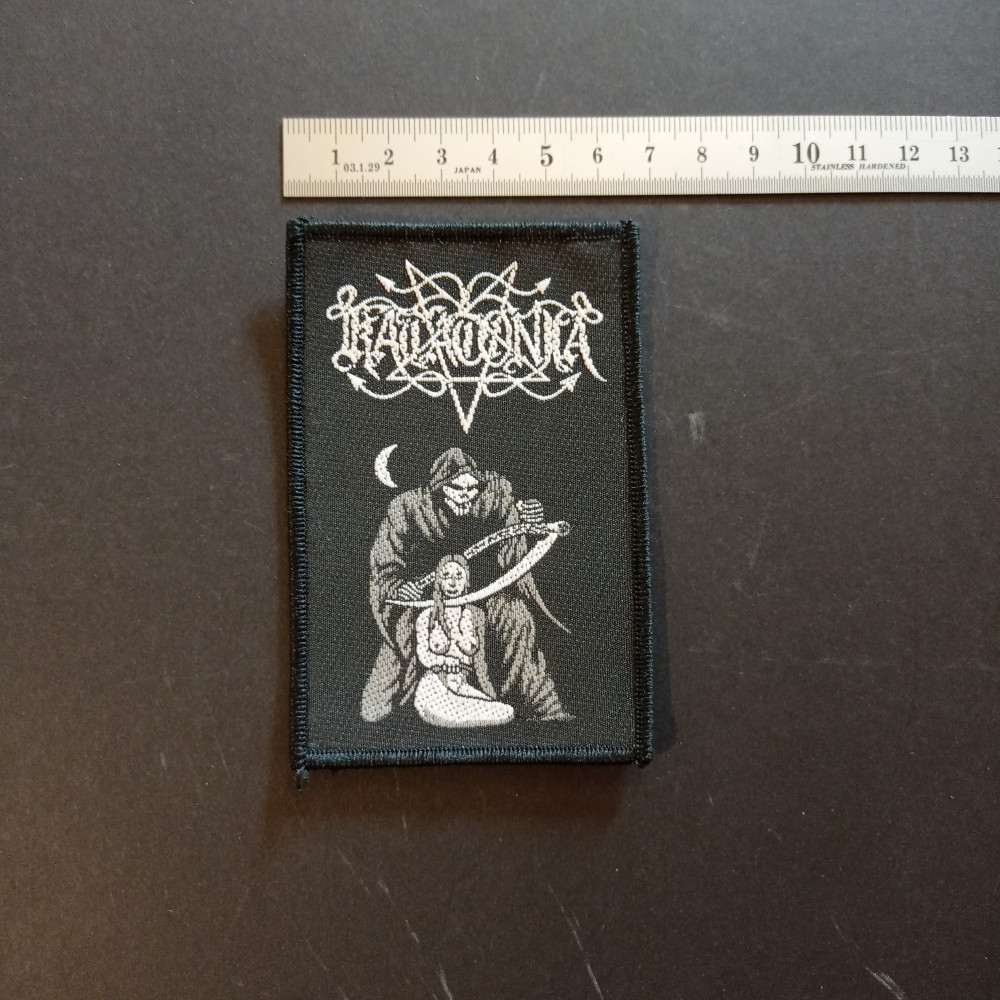 1 2 3 4 5 6 7 8 9 10 11 12 13
03.1.29 JAPAN STAINLESS HARDENED
KATATONIA